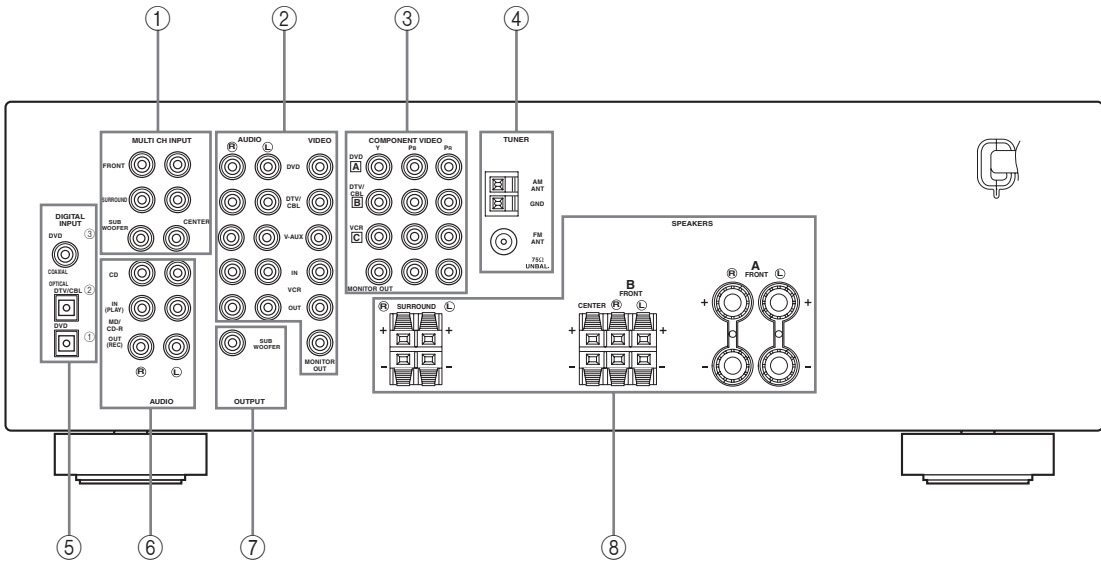 ① ② ③ ④
MULTI CH INPUT
FRONT
SURROUND
SUB
WOOFER
CENTER
AUDIO VIDEO
R L
DVD
DTV/
CBL
V-AUX
IN
VCR
OUT
MONITOR
OUT
COMPONENT VIDEO
Y PB PR
DVD
A
DTV/
CBL
B
VCR
C
MONITOR OUT
TUNER
AM
ANT
GND
FM
ANT
75Ω
UNBAL.
DIGITAL
INPUT
DVD ③
COAXIAL
OPTICAL
DTV/CBL ②
DVD ①
CD
IN
(PLAY)
MD/
CD-R
OUT
(REC)
R L
AUDIO
SUB
WOOFER
OUTPUT
SPEAKERS
R SURROUND L
+ +
- -
B
FRONT
CENTER R L
+ +
- -
A
R FRONT L
+ +
- -
⑤ ⑥ ⑦ ⑧